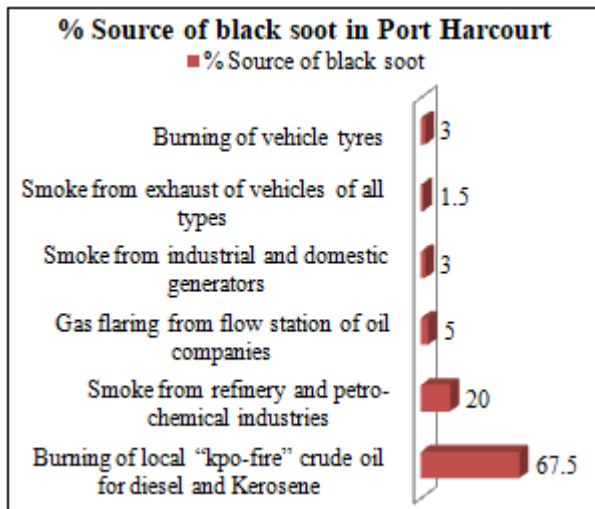 % Source of black soot in Port Harcourt
% Source of black soot
Burning of vehicle tyres
3
Smoke from exhaust of vehicles of all
types
1.5
Smoke from industrial and domestic
generators
3
Gas flaring from flow station of oil
companies
5
Smoke from refinery and petro-
chemical industries
20
Burning of local “kpo-fire” crude oil
for diesel and Kerosene
67.5